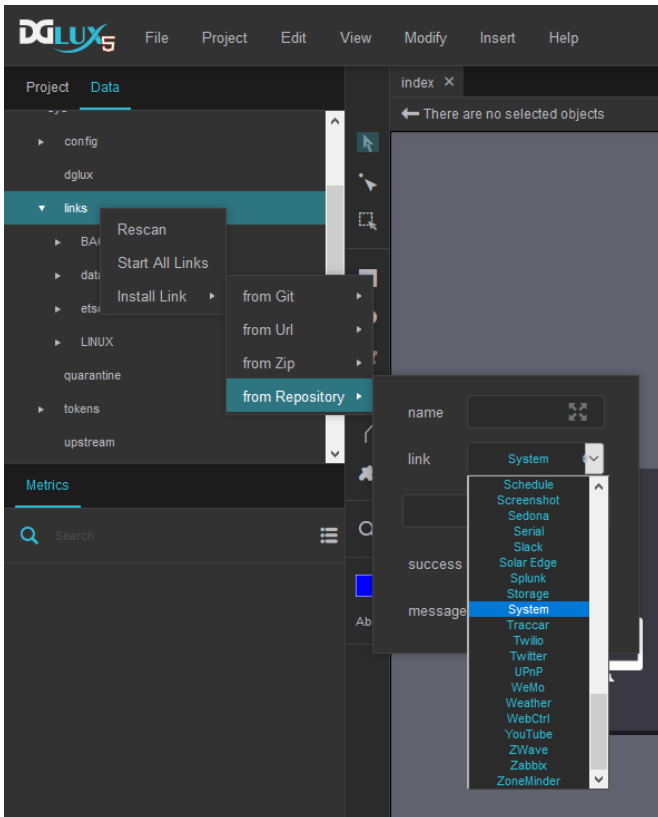 DGLUX5
File Project Edit View Modify Insert Help
Project Data
index ×
There are no selected objects
config
dglux
links
Rescan
Start All Links
Install Link
from Git
from Url
from Zip
from Repository
LINUX
quarantine
tokens
upstream
name
link System
Schedule
Screenshot
Sedona
Serial
Slack
Solar Edge
Splunk
Storage
System
Traccar
Twilio
Twitter
UPnP
WeMo
Weather
WebCtrl
YouTube
ZWave
Zabbix
ZoneMinder
success
message
Metrics
Search